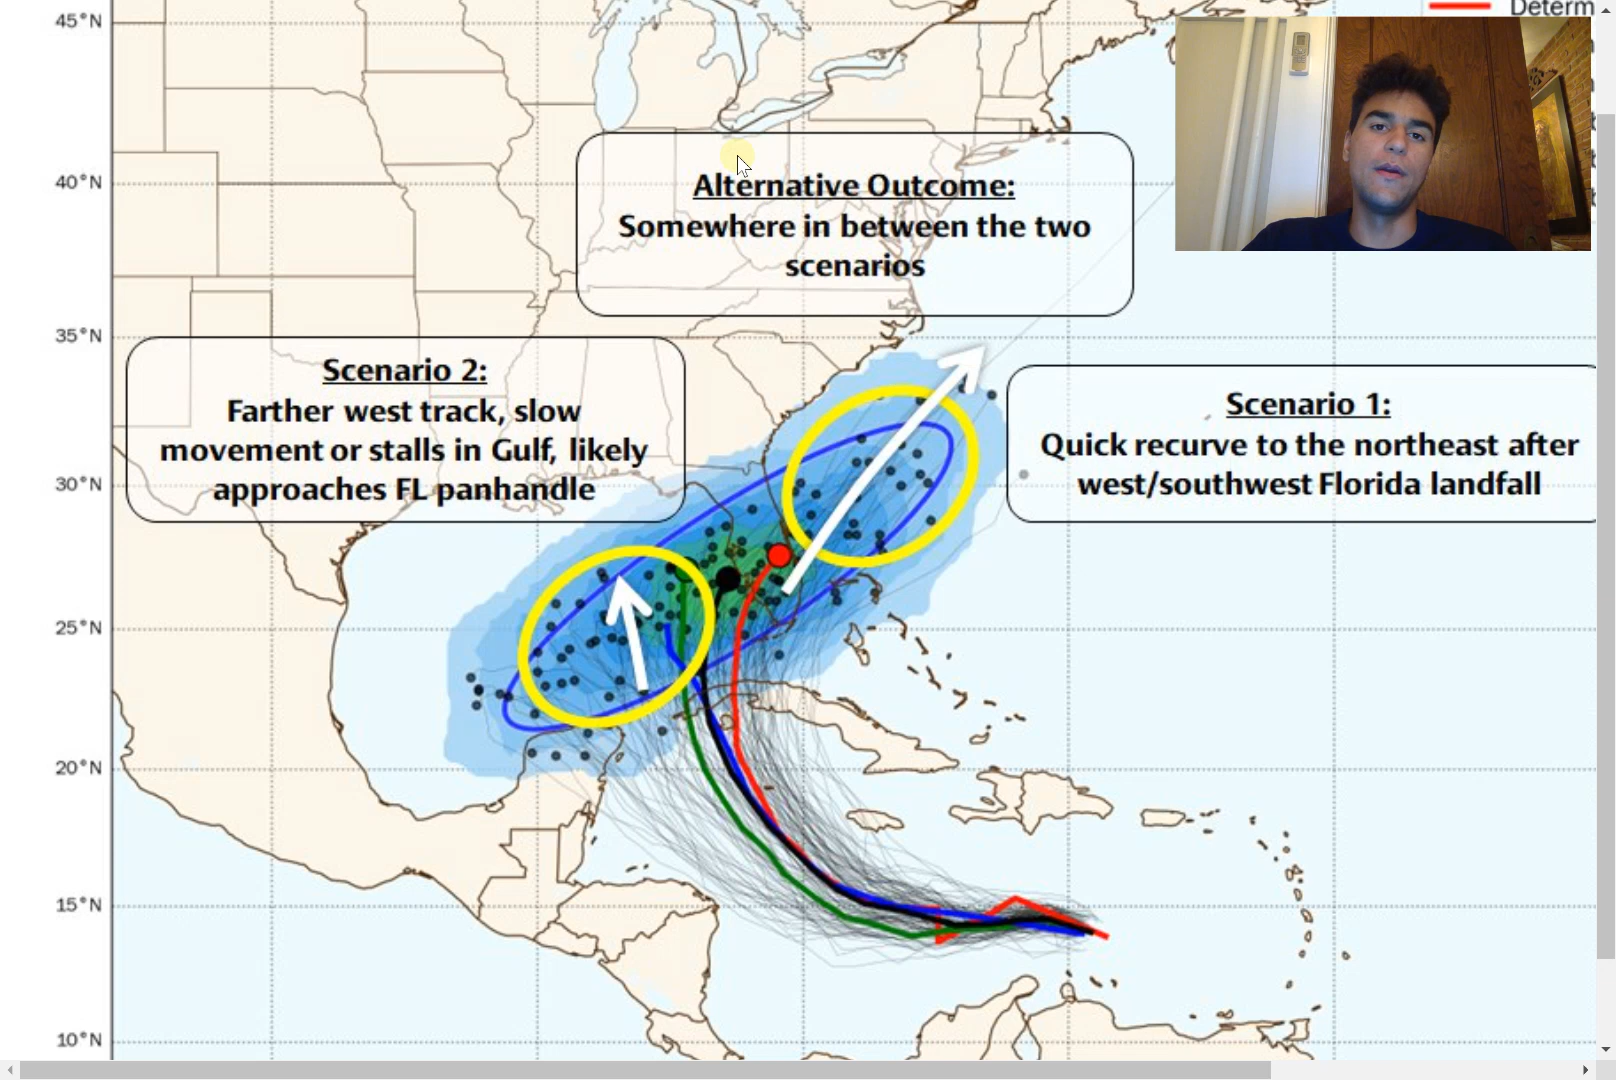 Determ
45°N
40°N
35°N
30°N
25°N
20°N
15°N
10°N
Alternative Outcome:
Somewhere in between the two
scenarios
Scenario 2:
Farther west track, slow
movement or stalls in Gulf, likely
approaches FL panhandle
Scenario 1:
Quick recurve to the northeast after
west/southwest Florida landfall